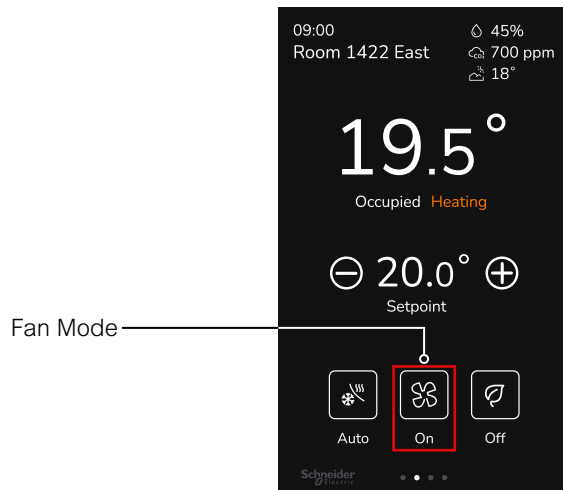 09:00
45%
Room 1422 East
CO2 700 ppm
18°
19.5°
Occupied Heating
20.0°
Setpoint
Fan Mode
Auto On Off
Schneider
Electric